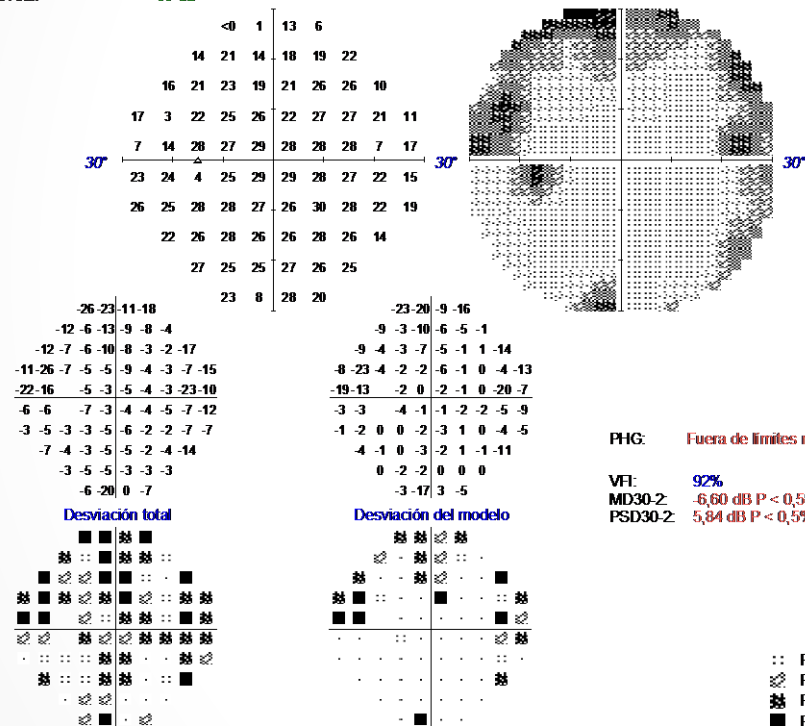 <0 1 13 6
14 21 14 18 19 22
16 21 23 19 21 26 26 10
17 3 22 25 26 22 27 27 21 11
7 14 28 27 29 28 28 28 7 17
30° 30° 30°
23 24 4 25 29 29 28 27 22 15
26 25 28 28 27 26 30 28 22 19
22 26 28 26 26 28 26 14
27 25 25 27 26 25
23 8 28 20
-26 -23 -11 -18
-12 -6 -13 -9 -8 -4
-12 -7 -6 -10 -8 -3 -2 -17
-11 -26 -7 -5 -5 -9 -4 -3 -7 -15
-22 -16 -5 -3 -5 -4 -3 -23 -10
-6 -6 -7 -3 -4 -4 -5 -7 -12
-3 -5 -3 -3 -5 -6 -2 -2 -7 -7
-7 -4 -3 -5 -5 -2 -4 -14
-3 -5 -5 -3 -3 -3
-6 -20 0 -7
Desviación total
-23 -20 -9 -16
-9 -3 -10 -6 -5 -1
-9 -4 -3 -7 -5 -1 1 -14
-8 -23 -4 -2 -2 -6 -1 0 -4 -13
-19 -13 -2 0 -2 -1 0 -20 -7
-3 -3 -4 -1 -1 -2 -2 -5 -9
-1 -2 0 0 -2 -3 1 0 -4 -5
-4 -1 0 -3 -2 1 -1 -11
0 -2 -2 0 0 0
-3 -17 3 -5
Desviación del modelo
PHG: Fuera de límites
VFI: 92%
MD30-2: -6,60 dB P < 0,5
PSD30-2: 5,84 dB P < 0,5%